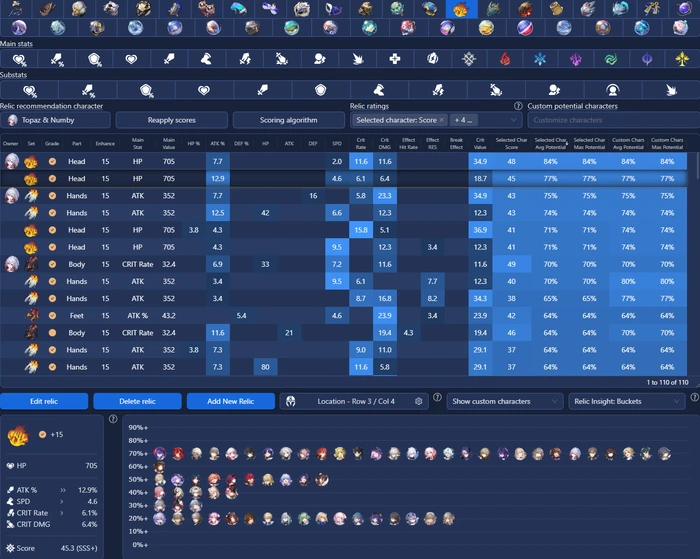 Main stats
%
%
%
Substats
%
%
%
Relic recommendation character
Relic ratings
Custom potential characters
Topaz & Numby
Reapply scores
Scoring algorithm
Selected character: Score × + 4 ...
Customize characters
Owner Set Grade Part Enhance Main Stat Main Value HP % ATK % DEF % HP ATK DEF SPD Crit Rate Crit DMG Effect Hit Rate Effect RES Break Effect Crit Value Selected Char Score Selected Char Avg Potential Selected Char Max Potential Custom Chars Avg Potential Custom Chars Max Potential
Head 15 HP 705 7.7 2.0 11.6 11.6 34.9 48 84% 84% 84% 84%
Head 15 HP 705 12.9 4.6 6.1 6.4 18.7 45 77% 77% 77% 77%
Hands 15 ATK 352 7.7 16 5.8 23.3 34.9 43 75% 75% 75% 75%
Hands 15 ATK 352 12.5 42 6.6 12.3 12.3 43 74% 74% 74% 74%
Head 15 HP 705 3.8 4.3 15.8 5.1 36.9 41 71% 71% 71% 71%
Head 15 HP 705 4.3 9.5 12.3 3.4 12.3 41 71% 71% 71% 71%
Body 15 CRIT Rate 32.4 6.9 33 7.2 11.6 11.6 49 70% 70% 70% 70%
Hands 15 ATK 352 3.4 9.5 6.1 7.7 12.3 40 70% 70% 80% 80%
Hands 15 ATK 352 3.4 8.7 16.8 8.2 34.3 38 65% 65% 77% 77%
Feet 15 ATK % 43.2 5.4 4.6 23.9 3.4 23.9 42 64% 64% 64% 64%
Body 15 CRIT Rate 32.4 11.6 21 19.4 4.3 19.4 46 64% 64% 70% 70%
Hands 15 ATK 352 3.8 7.3 9.0 11.0 29.1 37 64% 64% 64% 64%
Hands 15 ATK 352 7.3 80 11.6 5.8 29.1 37 64% 64% 64% 64%
1 to 110 of 110
Edit relic
Delete relic
Add New Relic
Location - Row 3 / Col 4
Show custom characters
Relic Insight: Buckets
+15
HP 705
ATK % 12.9%
SPD 4.6
CRIT Rate 6.1%
CRIT DMG 6.4%
Score 45.3 (SSS+)
90%+
80%+
70%+
60%+
50%+
40%+
30%+
20%+
10%+
0%+